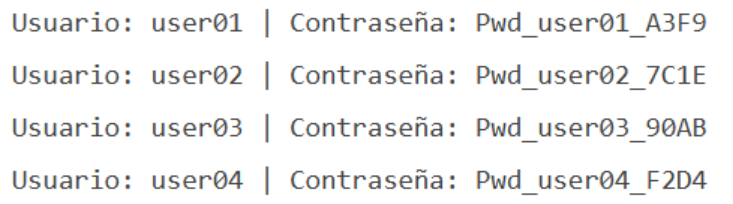 Usuario: user01 | Contraseña: Pwd_user01_A3F9
Usuario: user02 | Contraseña: Pwd_user02_7C1E
Usuario: user03 | Contraseña: Pwd_user03_90AB
Usuario: user04 | Contraseña: Pwd_user04_F2D4